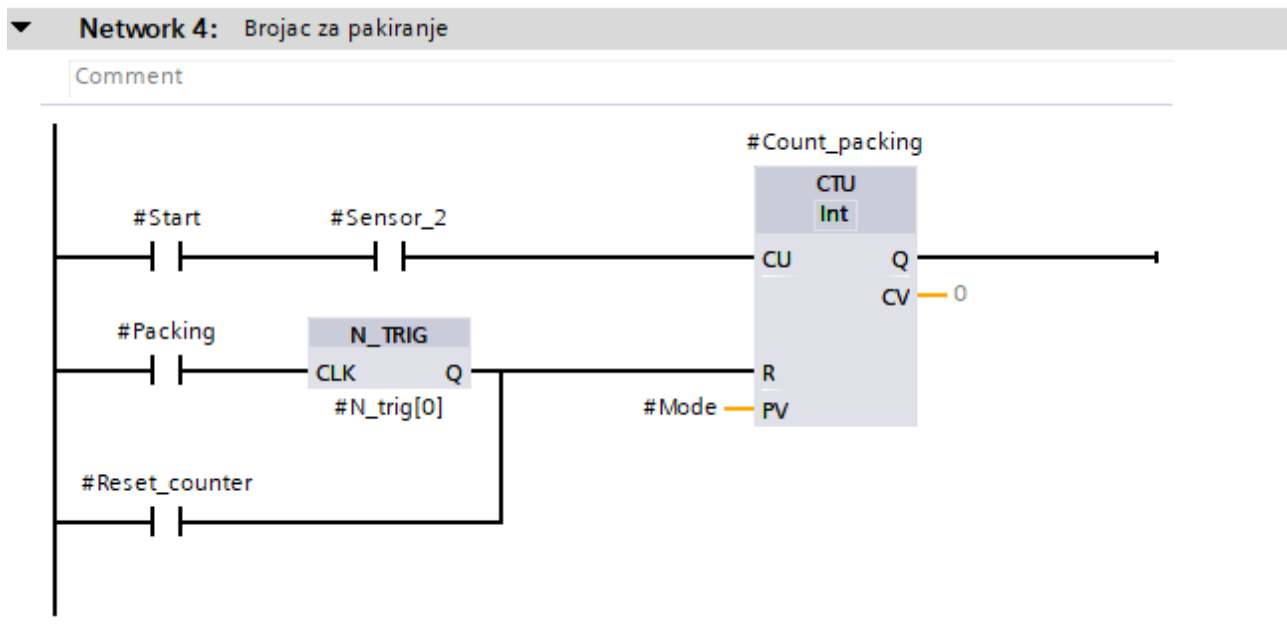 Network 4: Brojac za pakiranje
Comment
#Count_packing
CTU
Int
#Start #Sensor_2
CU Q
CV 0
#Packing N_TRIG
CLK Q
R
#N_trig[0] #Mode PV
#Reset_counter